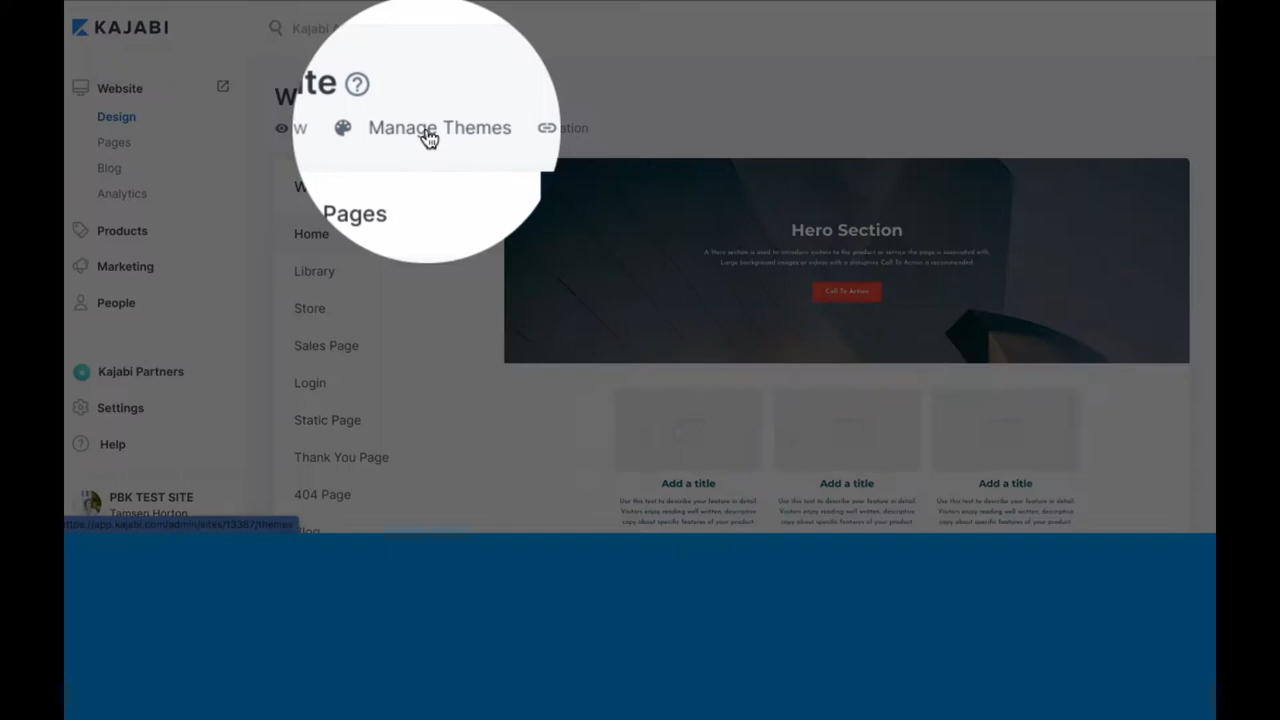 KAJABI
Kajabi A
Website
Design
Pages
Blog
Analytics
Products
Marketing
People
Kajabi Partners
Settings
Help
PBK TEST SITE
Tamsen Horton
https://app.kajabi.com/admin/sites/13387/themes
W ite
w Manage Themes ation
W
Pages
Home
Library
Store
Sales Page
Login
Static Page
Thank You Page
404 Page
Blog
Hero Section
A Hero section is used to introduce visitors to the product or service the page is associated with.
Large background images or videos with a disruptive Call To Action is recommended.
Call To Action
Add a title
Use this text to describe your feature in detail.
Visitors enjoy reading well written, descriptive
copy about specific features of your product.
Add a title
Use this text to describe your feature in detail.
Visitors enjoy reading well written, descriptive
copy about specific features of your product.
Add a title
Use this text to describe your feature in detail.
Visitors enjoy reading well written, descriptive
copy about specific features of your product.